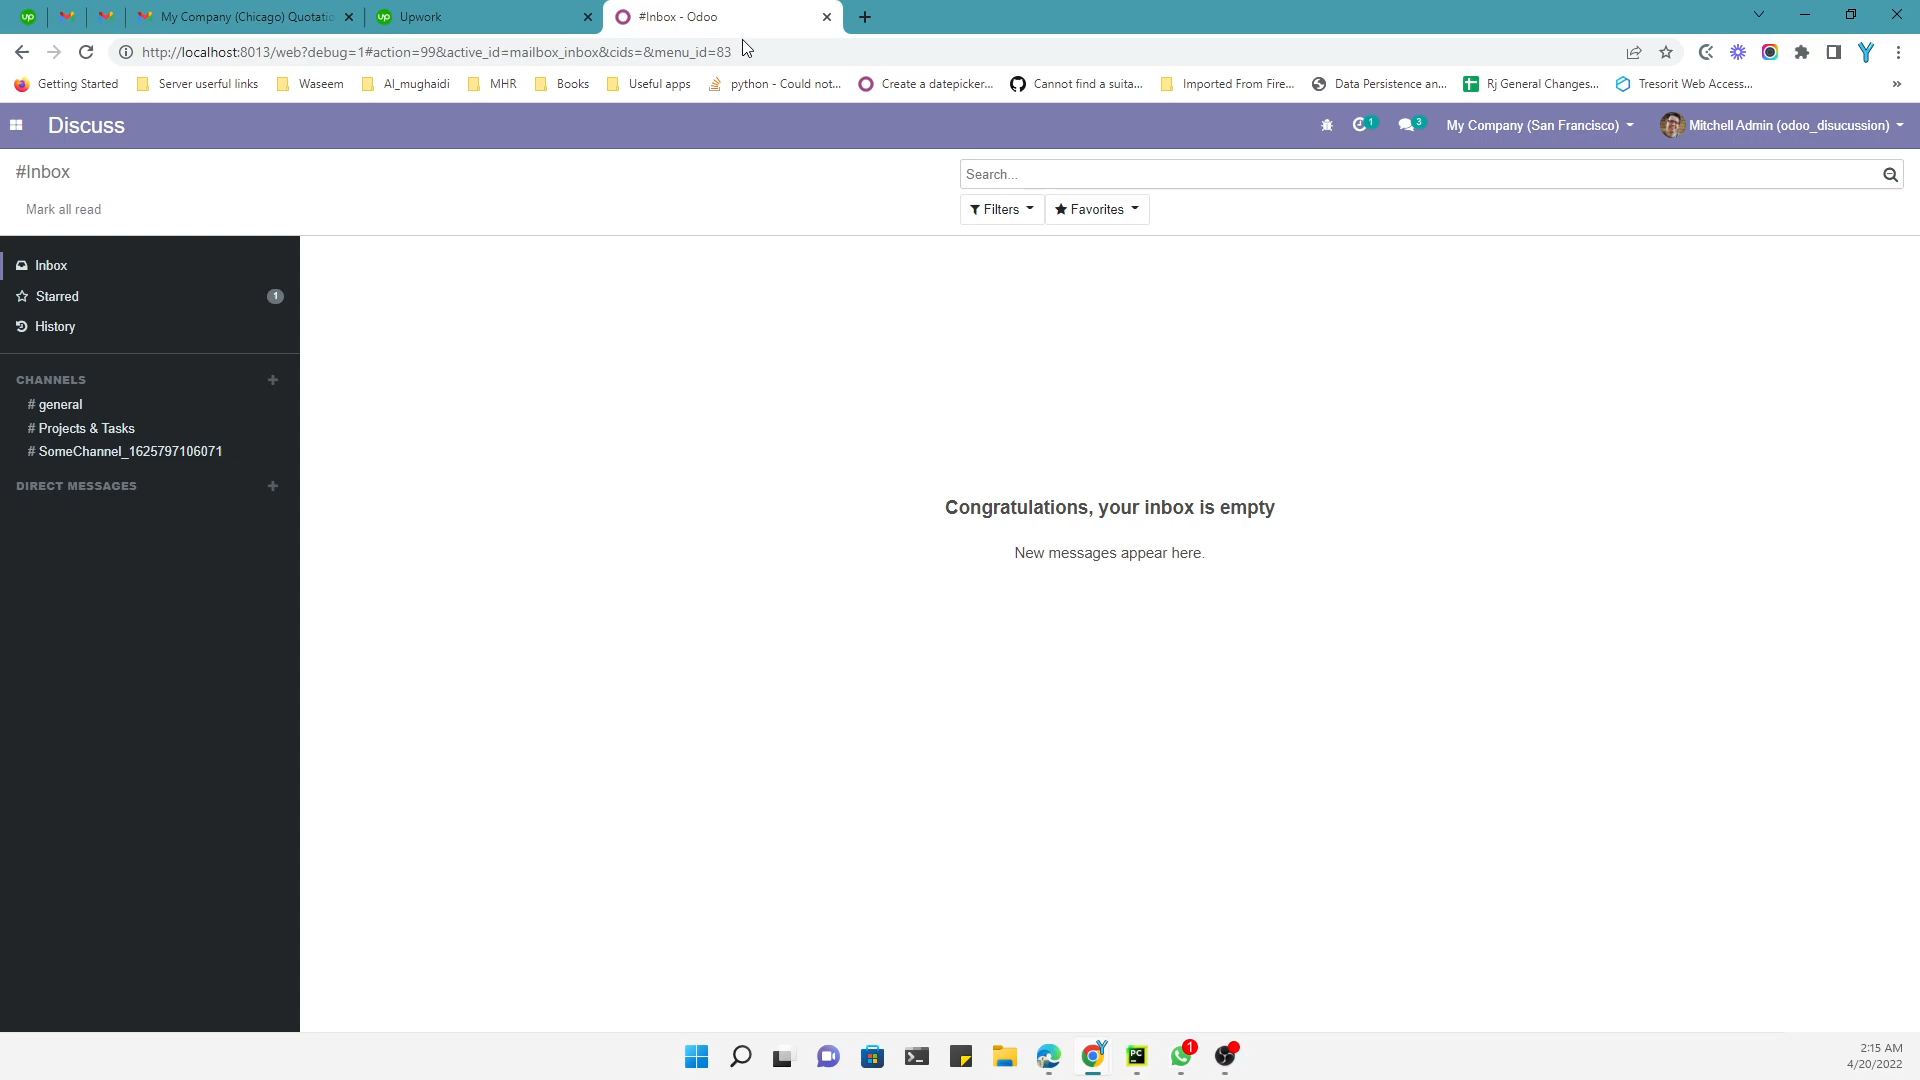 My Company (Chicago) Quotatio
Upwork
#Inbox - Odoo
http://localhost:8013/web?debug=1#action=99&active_id=mailbox_inbox&cids=&menu_id=83
Getting Started Server userful links Waseem Al_mughaidi MHR Books Useful apps python - Could not... Create a datepicker... Cannot find a suita... Imported From Fire... Data Persistence an... Rj General Changes... Tresorit Web Access... »
Discuss
1
3
My Company (San Francisco)
Mitchell Admin (odoo_disucussion)
#Inbox
Search...
Mark all read
Filters
Favorites
Inbox
Starred
1
History
CHANNELS
# general
# Projects & Tasks
# SomeChannel_1625797106071
DIRECT MESSAGES
Congratulations, your inbox is empty
New messages appear here.
PC
1
2:15 AM
4/20/2022